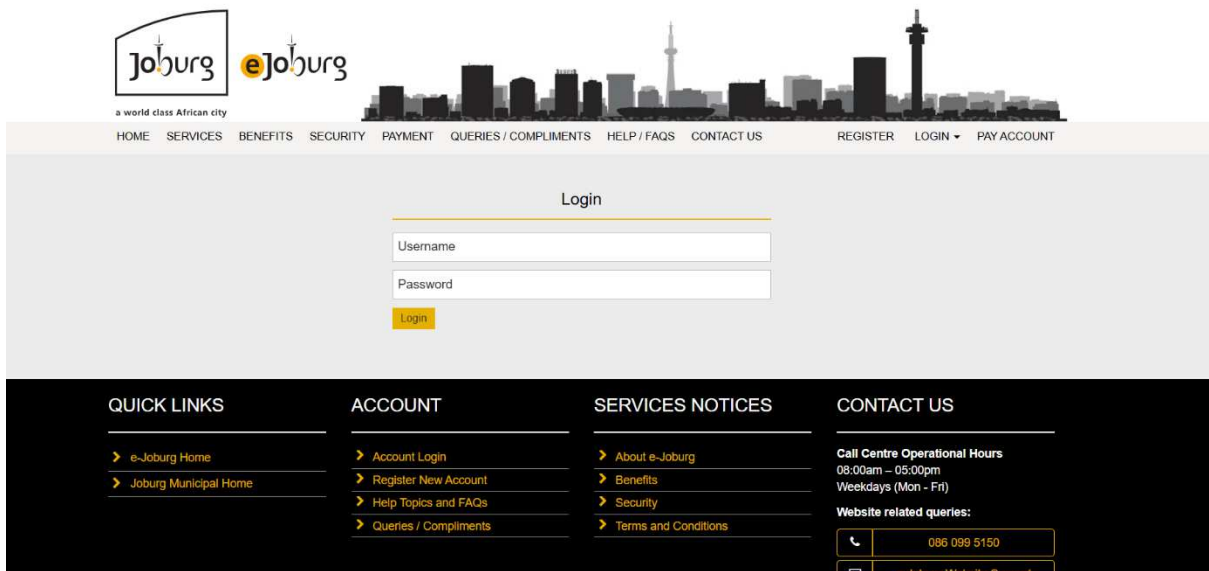 Joburg
eJoburg
a world class African city
HOME SERVICES BENEFITS SECURITY PAYMENT QUERIES / COMPLIMENTS HELP / FAQS CONTACT US REGISTER LOGIN PAY ACCOUNT
Login
Username
Password
Login
QUICK LINKS
e-Joburg Home
Joburg Municipal Home
ACCOUNT
Account Login
Register New Account
Help Topics and FAQs
Queries / Compliments
SERVICES NOTICES
About e-Joburg
Benefits
Security
Terms and Conditions
CONTACT US
Call Centre Operational Hours
08:00am – 05:00pm
Weekdays (Mon - Fri)
Website related queries:
086 099 5150